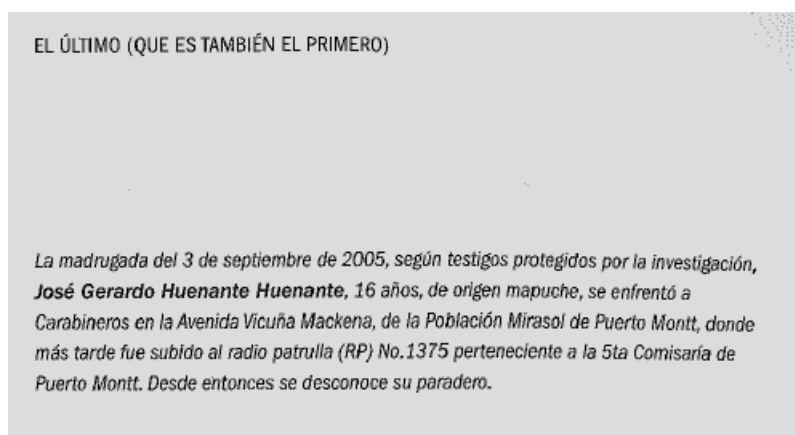 EL ÚLTIMO (QUE ES TAMBIÉN EL PRIMERO)
La madrugada del 3 de septiembre de 2005, según testigos protegidos por la investigación,
José Gerardo Huenante Huenante, 16 años, de origen mapuche, se enfrentó a
Carabineros en la Avenida Vicuña Mackena, de la Población Mirasol de Puerto Montt, donde
más tarde fue subido al radio patrulla (RP) No.1375 perteneciente a la 5ta Comisaría de
Puerto Montt. Desde entonces se desconoce su paradero.